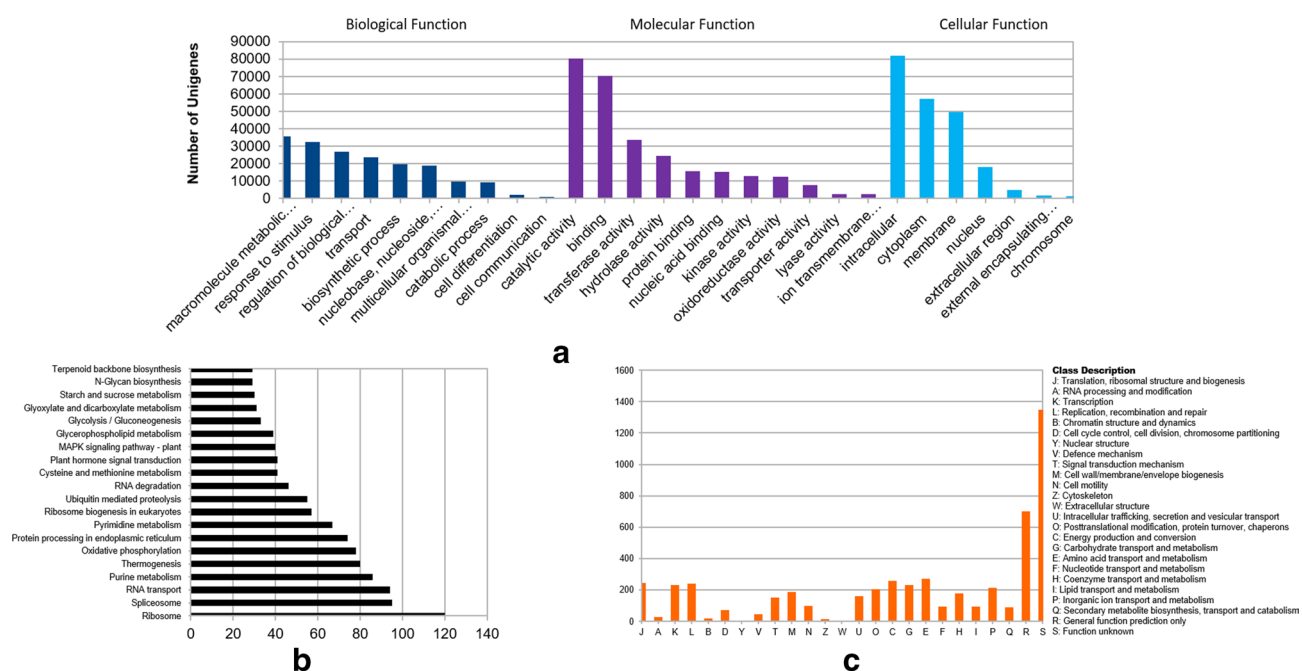 Biological Function
Molecular Function
Cellular Function
Number of Unigenes
90000
80000
70000
60000
50000
40000
30000
20000
10000
0
macromolecule metabolic...
response to stimulus
regulation of biological...
transport
biosynthetic process
nucleobase, nucleoside,...
multicellular organismal...
catabolic process
cell differentiation
cell communication
catalytic activity
binding
transferase activity
hydrolase activity
protein binding
nucleic acid binding
kinase activity
oxidoreductase activity
transporter activity
lyase activity
ion transmembrane...
intracellular
cytoplasm
membrane
nucleus
extracellular region
external encapsulating...
chromosome
a
Terpenoid backbone biosynthesis
N-Glycan biosynthesis
Starch and sucrose metabolism
Glyoxylate and dicarboxylate metabolism
Glycolysis / Gluconeogenesis
Glycerophospholipid metabolism
MAPK signaling pathway - plant
Plant hormone signal transduction
Cysteine and methionine metabolism
RNA degradation
Ubiquitin mediated proteolysis
Ribosome biogenesis in eukaryotes
Pyrimidine metabolism
Protein processing in endoplasmic reticulum
Oxidative phosphorylation
Thermogenesis
Purine metabolism
RNA transport
Spliceosome
Ribosome
0 20 40 60 80 100 120 140
b
1600
1400
1200
1000
800
600
400
200
0
J A K L B D Y V T M N Z W U O C G E F H I P Q R S
Class Description
J: Translation, ribosomal structure and biogenesis
A: RNA processing and modification
K: Transcription
L: Replication, recombination and repair
B: Chromatin structure and dynamics
D: Cell cycle control, cell division, chromosome partitioning
Y: Nuclear structure
V: Defence mechanism
T: Signal transduction mechanism
M: Cell wall/membrane/envelope biogenesis
N: Cell motility
Z: Cytoskeleton
W: Extracellular structure
U: Intracellular trafficking, secretion and vesicular transport
O: Posttranslational modification, protein turnover, chaperons
C: Energy production and conversion
G: Carbohydrate transport and metabolism
E: Amino acid transport and metabolism
F: Nucleotide transport and metabolism
H: Coenzyme transport and metabolism
I: Lipid transport and metabolism
P: Inorganic ion transport and metabolism
Q: Secondary metabolite biosynthesis, transport and catabolism
R: General function prediction only
S: Function unknown
c